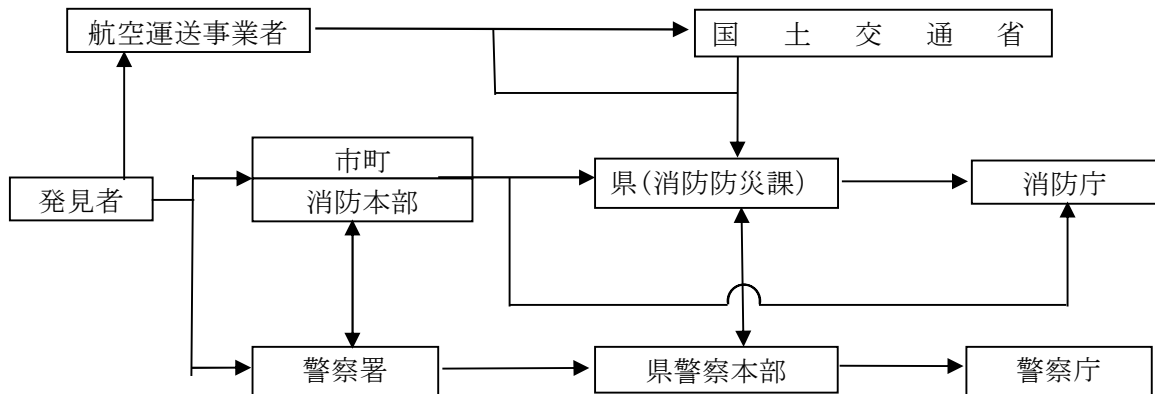 航空運送事業者
国土交通省
市町
発見者
消防本部
県(消防防災課)
消防庁
警察署
県警察本部
警察庁